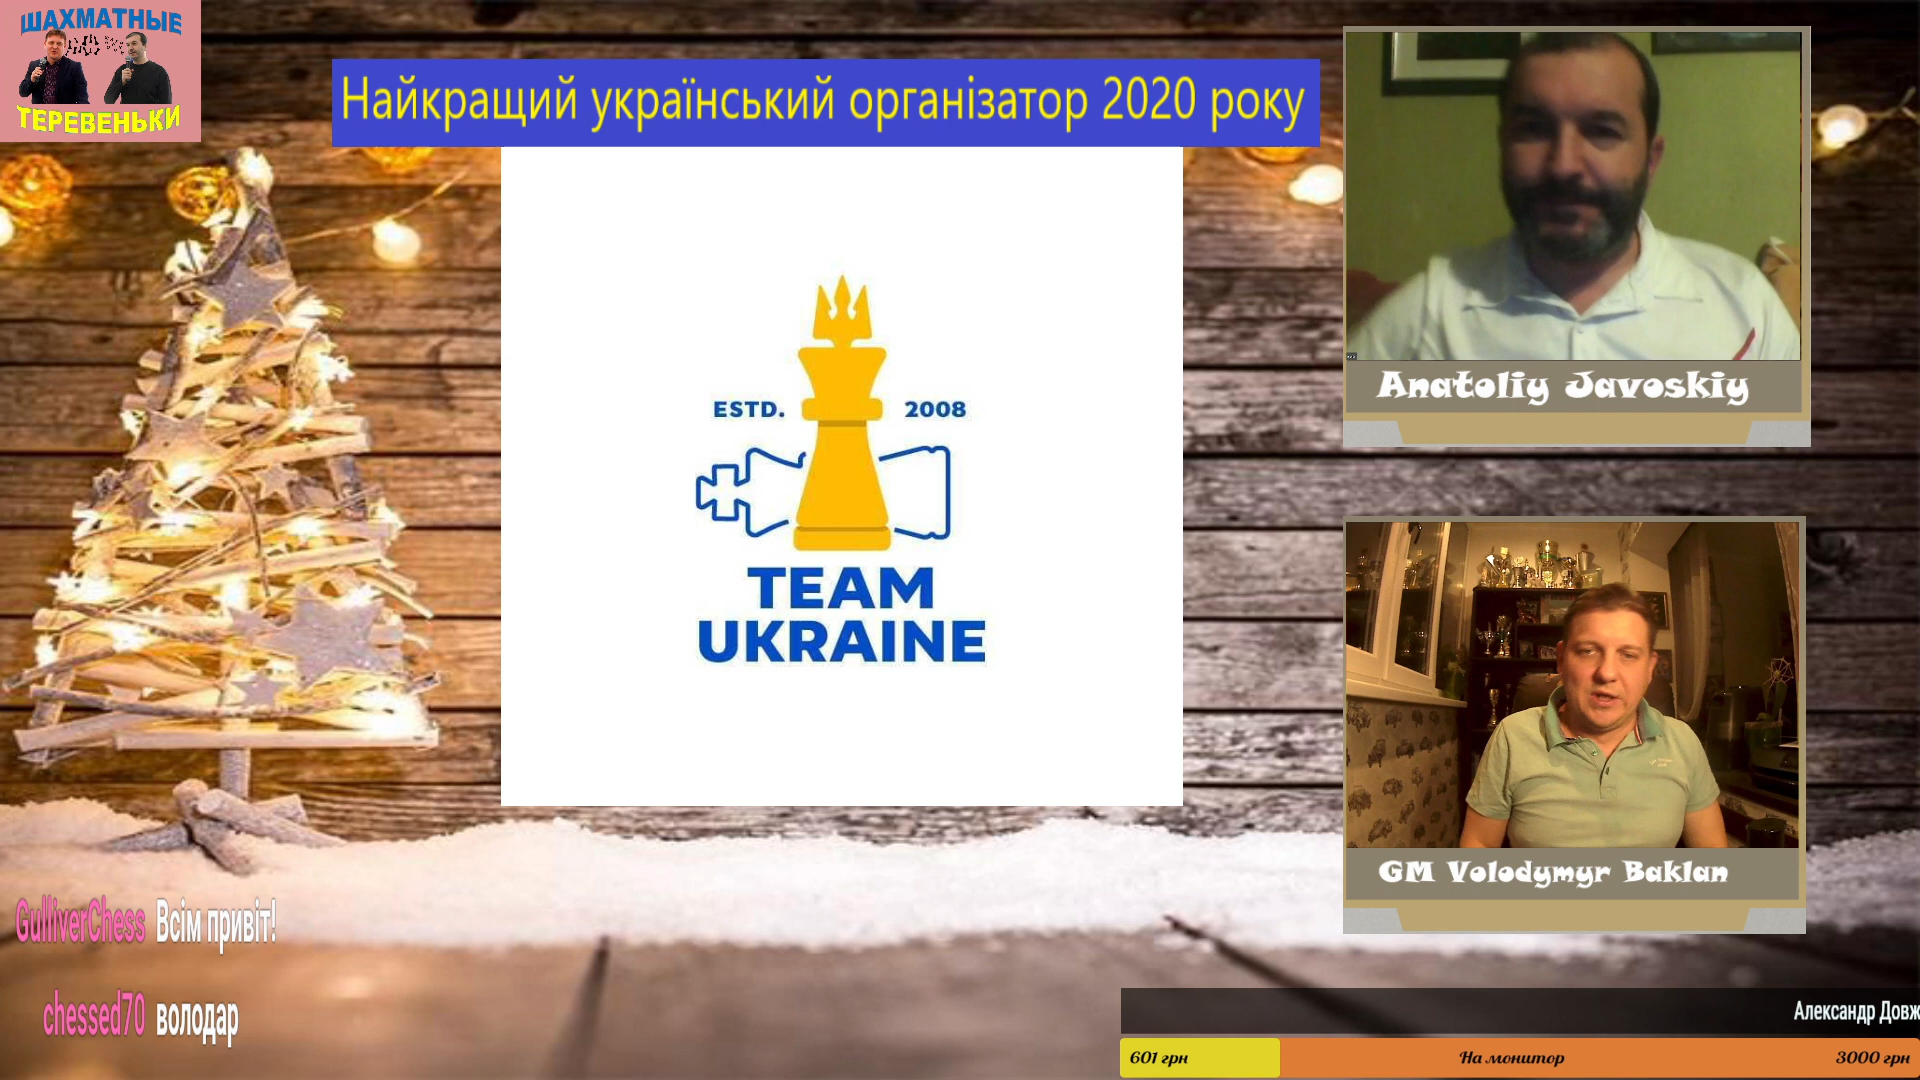 ШАХМАТНЫЕ
ТЕРЕВЕНЬКИ
Найкращий український організатор 2020 року
ESTD. 2008
TEAM
UKRAINE
Anatoliy Javoskiy
GM Volodymyr Baklan
GulliverChess Всім привіт!
chessed70 володар
Александр Довж
601 грн На монитор 3000 грн